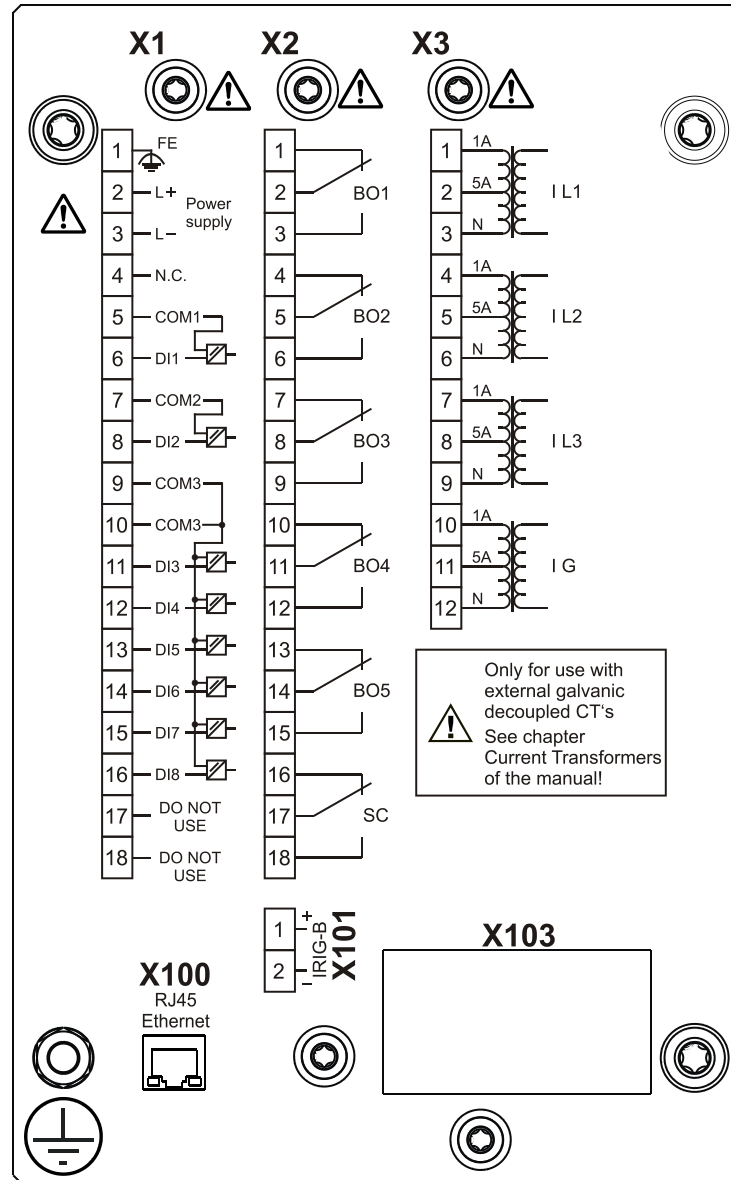 X1
X2
X3
1 FE
2 L+
Power
supply
3 L–
4 N.C.
5 COM1
6 DI1
7 COM2
8 DI2
9 COM3
10 COM3
11 DI3
12 DI4
13 DI5
14 DI6
15 DI7
16 DI8
17 DO NOT
USE
18 DO NOT
USE
1
2 BO1
3
4
5 BO2
6
7
8 BO3
9
10
11 BO4
12
13
14 BO5
15
16
17 SC
18
1 1A
2 5A I L1
3 N
4 1A
5 5A I L2
6 N
7 1A
8 5A I L3
9 N
10 1A
11 5A I G
12 N
! Only for use with
external galvanic
decoupled CT‘s
See chapter
Current Transformers
of the manual!
1 +
2 –
IRIG-B
X101
X100
RJ45
Ethernet
X103